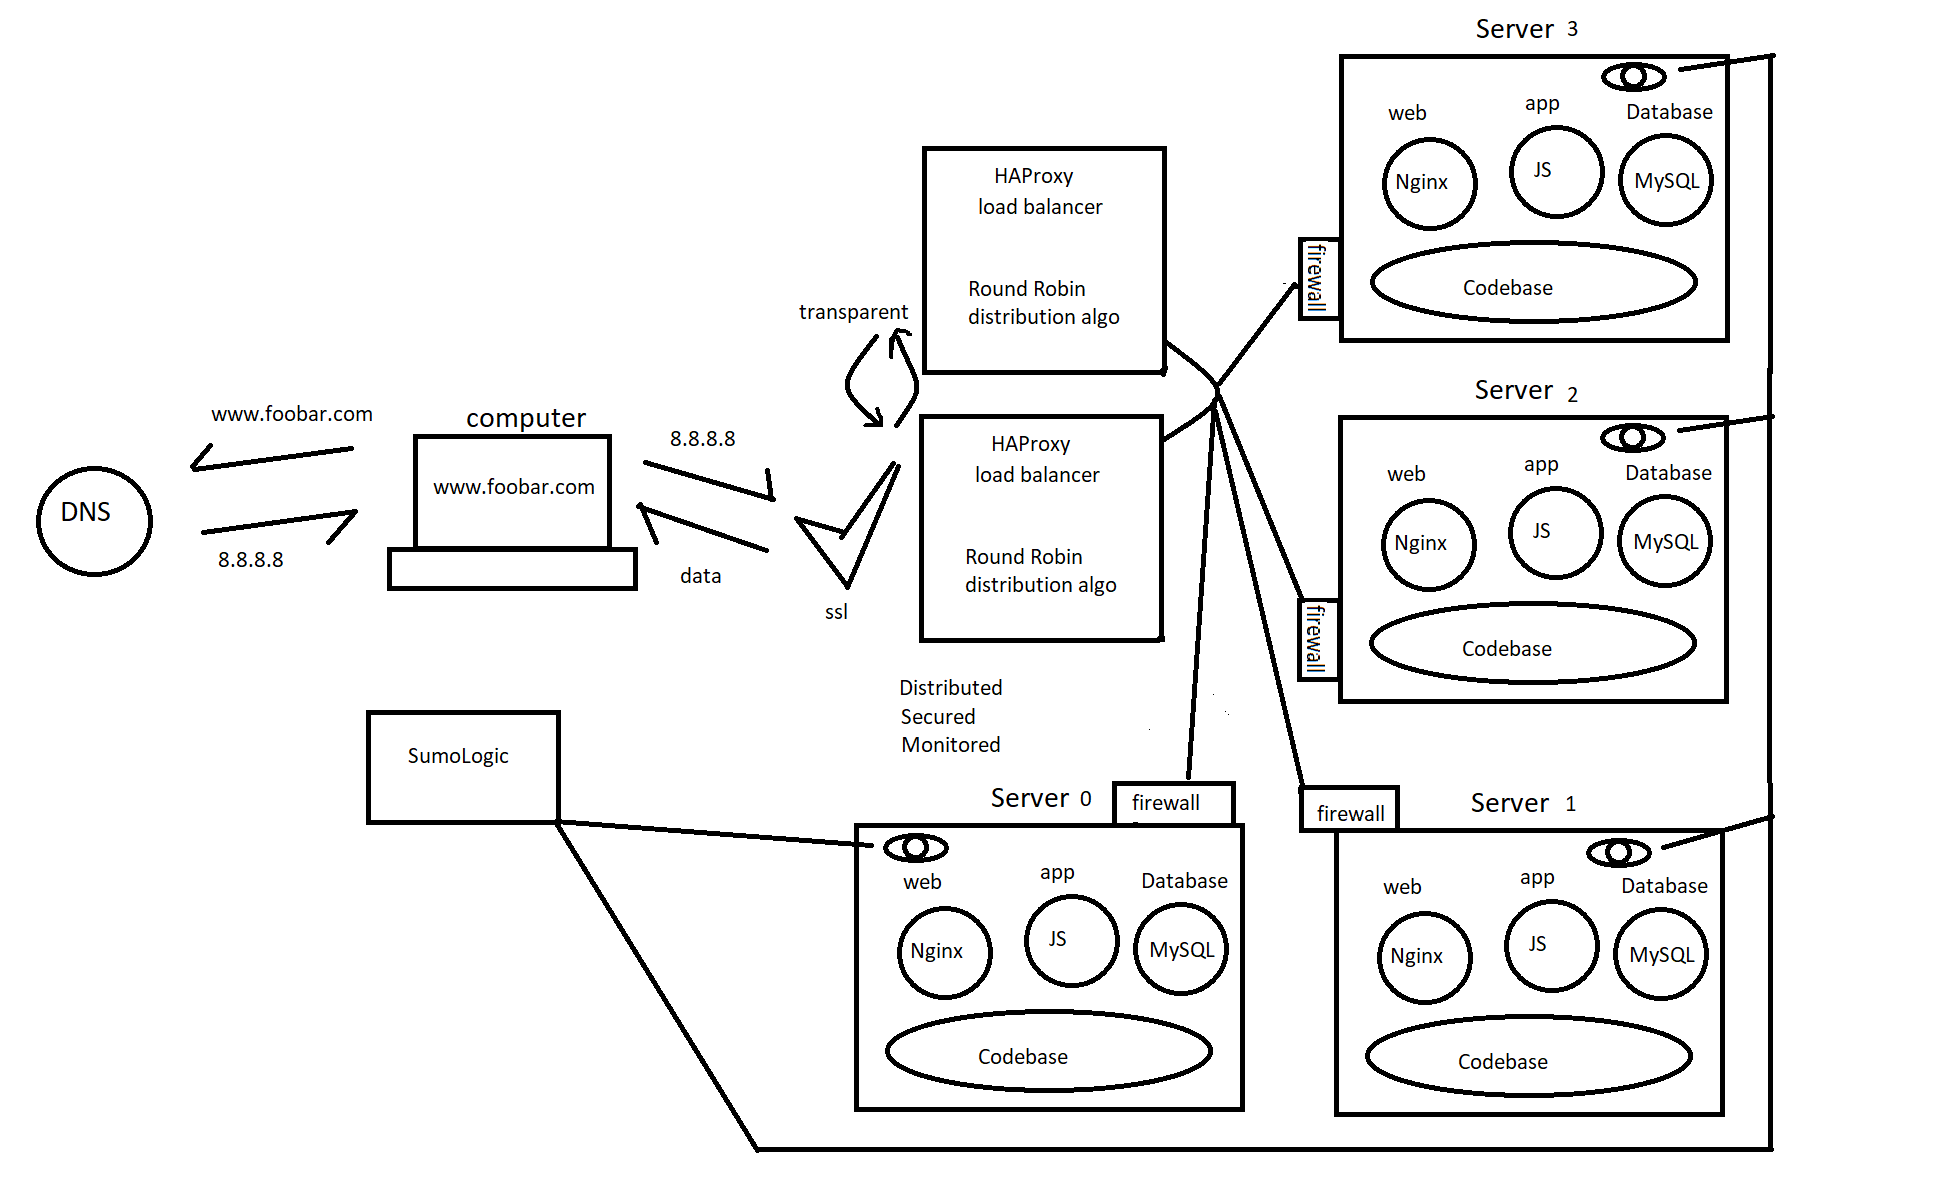 Server 3
web
app
Database
Nginx
JS
MySQL
Codebase
firewall
HAProxy
load balancer
Round Robin
distribution algo
transparent
www.foobar.com
computer
8.8.8.8
www.foobar.com
DNS
8.8.8.8
data
ssl
HAProxy
load balancer
Round Robin
distribution algo
Server 2
web
app
Database
Nginx
JS
MySQL
Codebase
firewall
Distributed
Secured
Monitored
SumoLogic
Server 0
firewall
web
app
Database
Nginx
JS
MySQL
Codebase
firewall
Server 1
web
app
Database
Nginx
JS
MySQL
Codebase